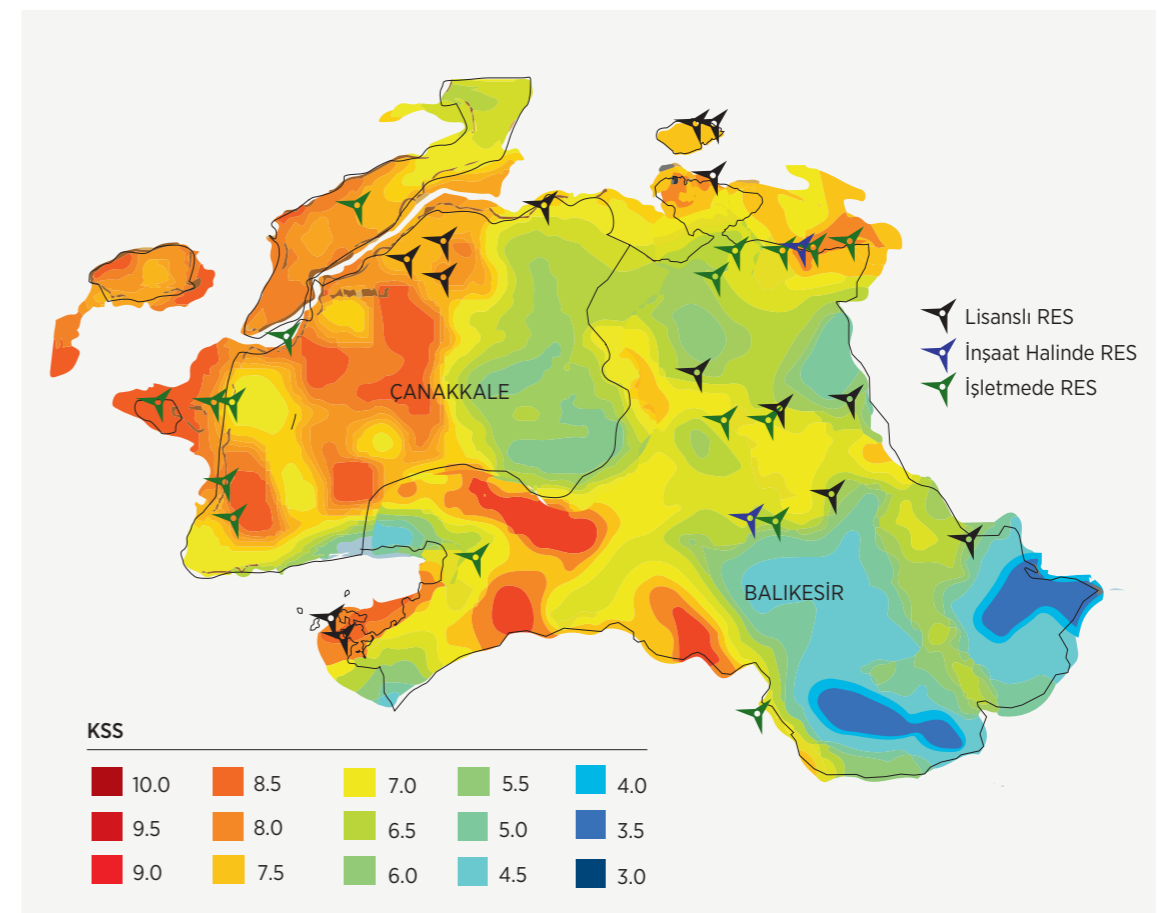 Lisanslı RES
İnşaat Halinde RES
İşletmede RES
ÇANAKKALE
BALIKESİR
KSS
10.0 8.5 7.0 5.5 4.0
9.5 8.0 6.5 5.0 3.5
9.0 7.5 6.0 4.5 3.0